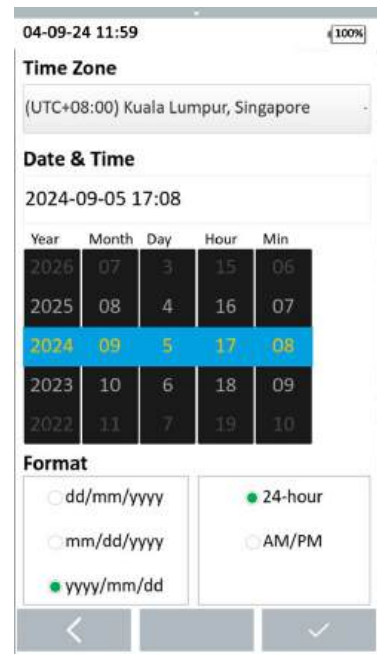 04-09-24 11:59 100%
Time Zone
(UTC+08:00) Kuala Lumpur, Singapore
Date & Time
2024-09-05 17:08
Year Month Day Hour Min
2026 07 3 15 06
2025 08 4 16 07
2024 09 5 17 08
2023 10 6 18 09
2022 11 7 19 10
Format
dd/mm/yyyy 24-hour
mm/dd/yyyy AM/PM
yyyy/mm/dd